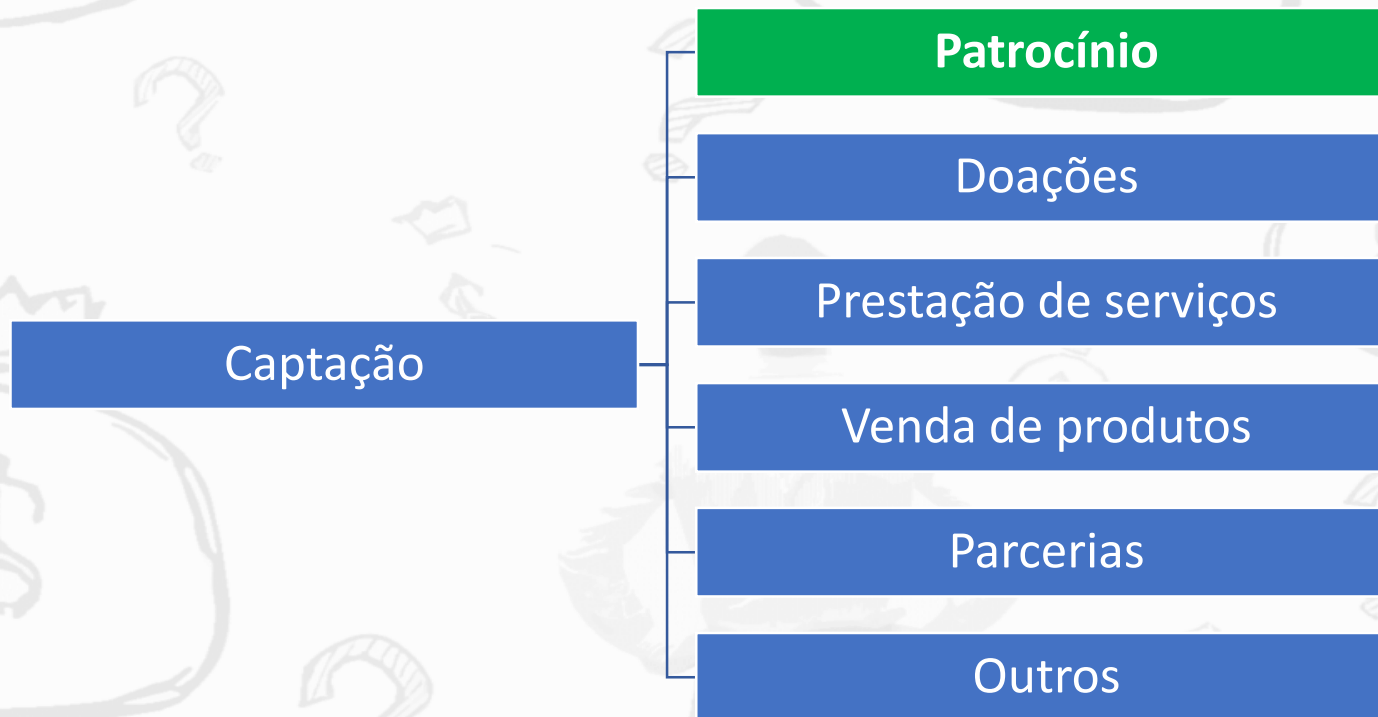 Captação
Patrocínio
Doações
Prestação de serviços
Venda de produtos
Parcerias
Outros